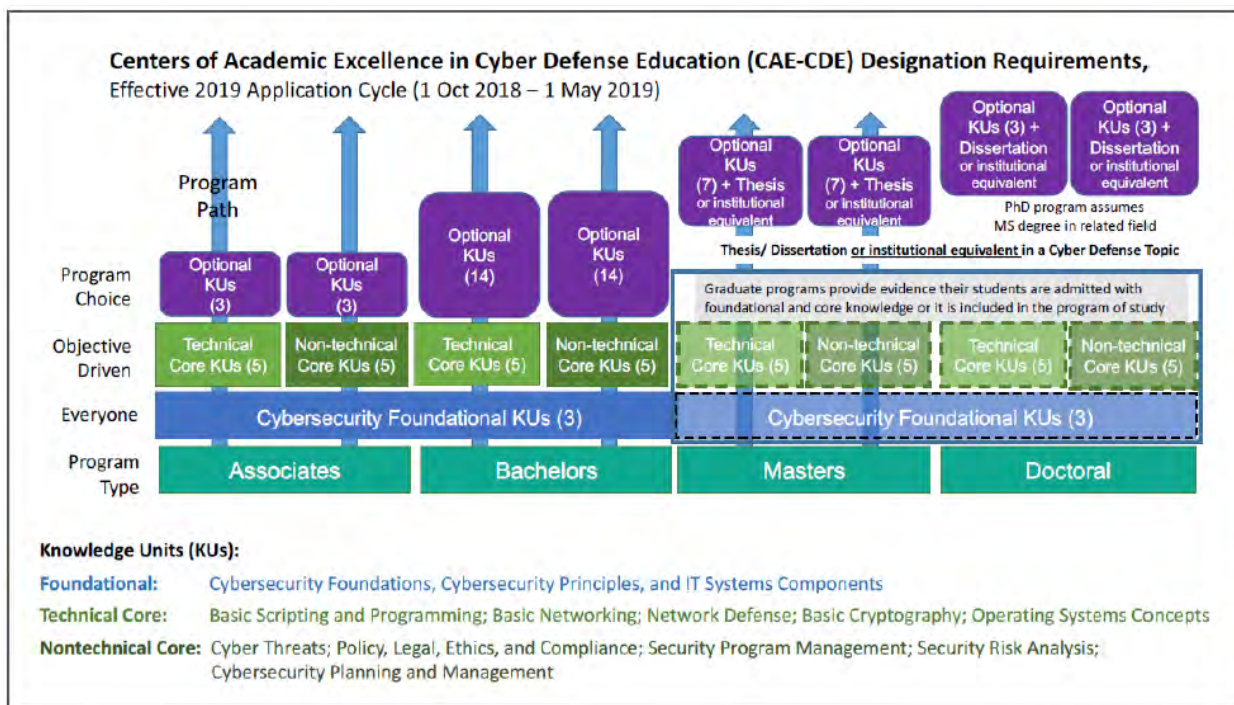 Centers of Academic Excellence in Cyber Defense Education (CAE-CDE) Designation Requirements,
Effective 2019 Application Cycle (1 Oct 2018 – 1 May 2019)
Program
Path
Optional
KUs
(7) + Thesis
or institutional
equivalent
Optional
KUs
(7) + Thesis
or institutional
equivalent
Optional
KUs (3) +
Dissertation
or institutional
equivalent
Optional
KUs (3) +
Dissertation
or institutional
equivalent
PhD program assumes
MS degree in related field
Thesis/ Dissertation or institutional equivalent in a Cyber Defense Topic
Program
Choice
Optional
KUs
(3)
Optional
KUs
(3)
Optional
KUs
(14)
Optional
KUs
(14)
Graduate programs provide evidence their students are admitted with
foundational and core knowledge or it is included in the program of study
Objective
Driven
Technical
Core KUs (5)
Non-technical
Core KUs (5)
Technical
Core KUs (5)
Non-technical
Core KUs (5)
Technical
Core KUs (5)
Non-technical
Core KUs (5)
Technical
Core KUs (5)
Non-technical
Core KUs (5)
Everyone
Cybersecurity Foundational KUs (3)
Cybersecurity Foundational KUs (3)
Program
Type
Associates
Bachelors
Masters
Doctoral
Knowledge Units (KUs):
Foundational: Cybersecurity Foundations, Cybersecurity Principles, and IT Systems Components
Technical Core: Basic Scripting and Programming; Basic Networking; Network Defense; Basic Cryptography; Operating Systems Concepts
Nontechnical Core: Cyber Threats; Policy, Legal, Ethics, and Compliance; Security Program Management; Security Risk Analysis;
Cybersecurity Planning and Management